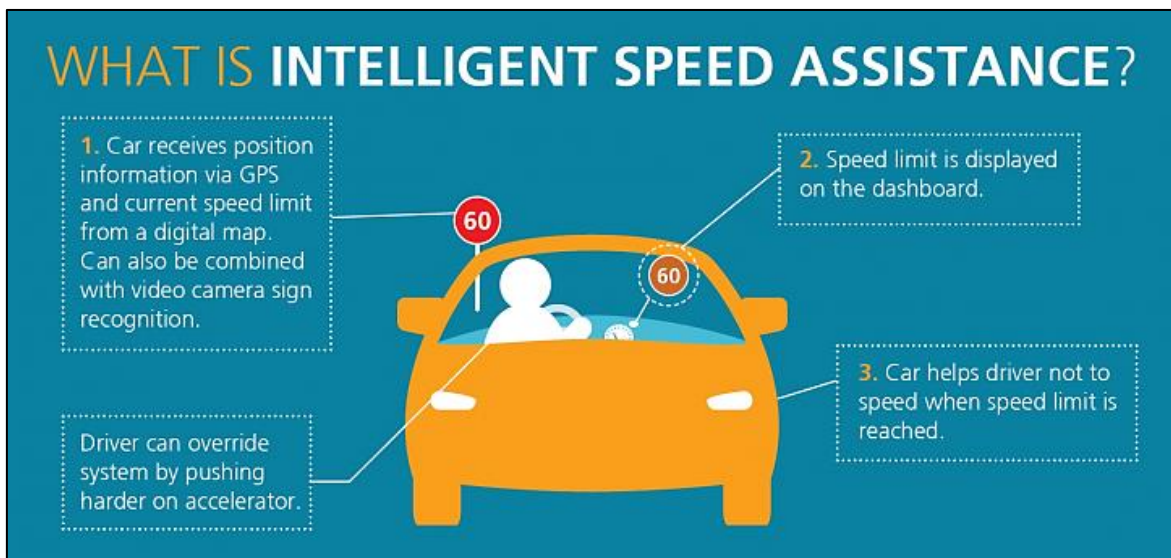 WHAT IS INTELLIGENT SPEED ASSISTANCE?
1. Car receives position
information via GPS
and current speed limit
from a digital map.
Can also be combined
with video camera sign
recognition.
60
2. Speed limit is displayed
on the dashboard.
60
3. Car helps driver not to
speed when speed limit is
reached.
Driver can override
system by pushing
harder on accelerator.